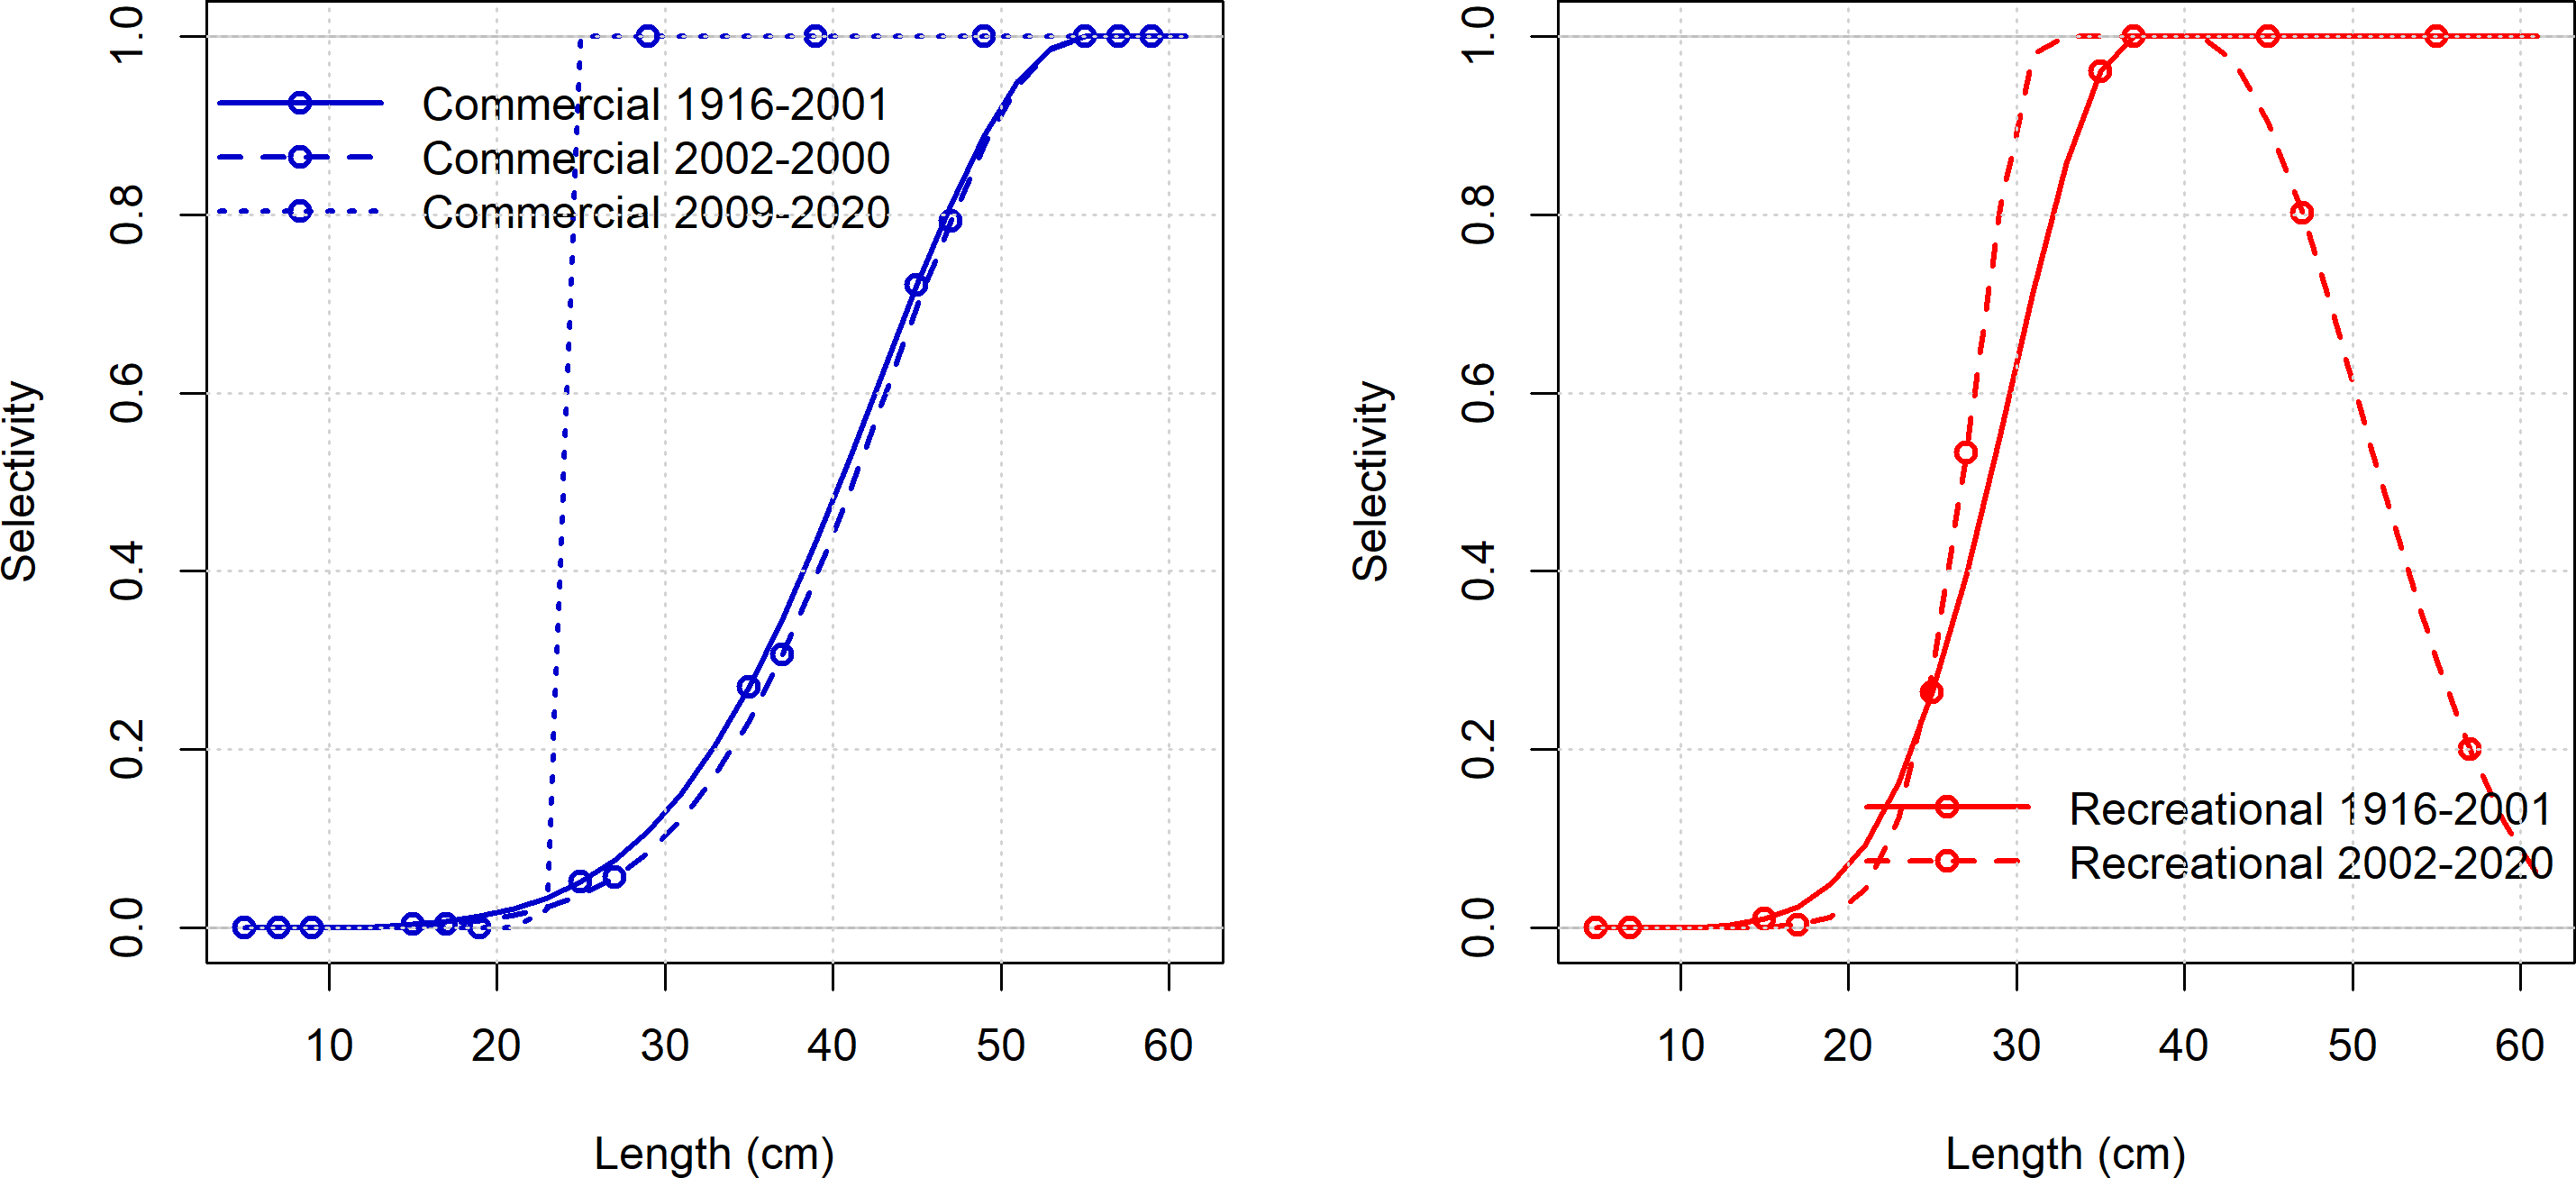 Selectivity
1.0
0.8
0.6
0.4
0.2
0.0
Commercial 1916-2001
Commercial 2002-2000
Commercial 2009-2020
10 20 30 40 50 60
Length (cm)
Selectivity
1.0
0.8
0.6
0.4
0.2
0.0
Recreational 1916-2001
Recreational 2002-2020
10 20 30 40 50 60
Length (cm)